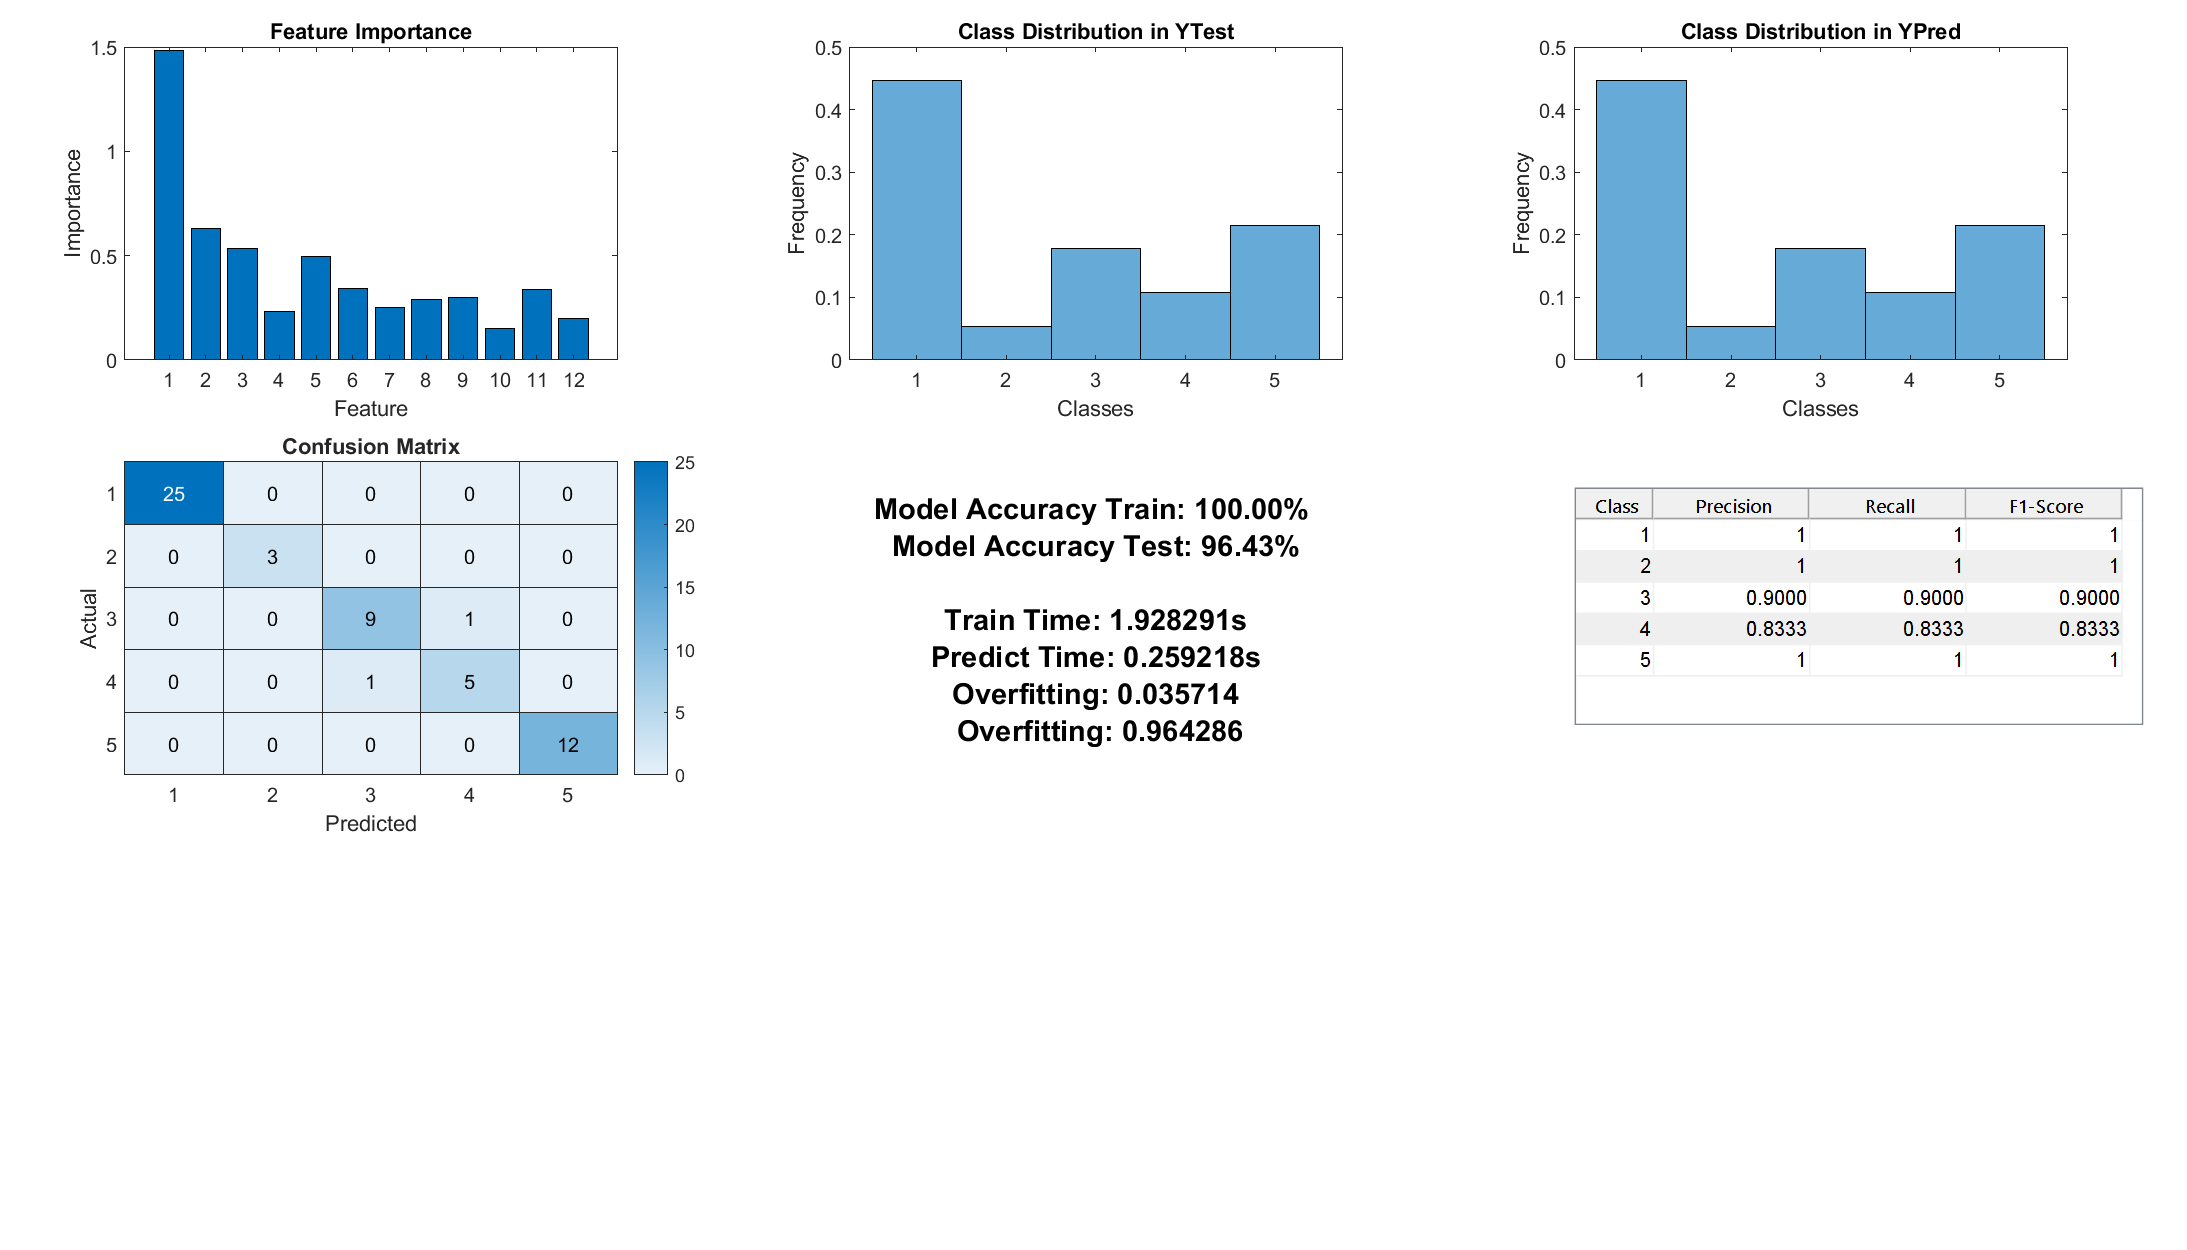 Feature Importance
1.5
1
0.5
0
Importance
1 2 3 4 5 6 7 8 9 10 11 12
Feature
Class Distribution in YTest
0.5
0.4
0.3
0.2
0.1
0
Frequency
1 2 3 4 5
Classes
Class Distribution in YPred
0.5
0.4
0.3
0.2
0.1
0
Frequency
1 2 3 4 5
Classes
Confusion Matrix
Actual
1 25 0 0 0 0
2 0 3 0 0 0
3 0 0 9 1 0
4 0 0 1 5 0
5 0 0 0 0 12
1 2 3 4 5
Predicted
25
20
15
10
5
0
Model Accuracy Train: 100.00%
Model Accuracy Test: 96.43%
Train Time: 1.928291s
Predict Time: 0.259218s
Overfitting: 0.035714
Overfitting: 0.964286
Class Precision Recall F1-Score
1 1 1 1
2 1 1 1
3 0.9000 0.9000 0.9000
4 0.8333 0.8333 0.8333
5 1 1 1